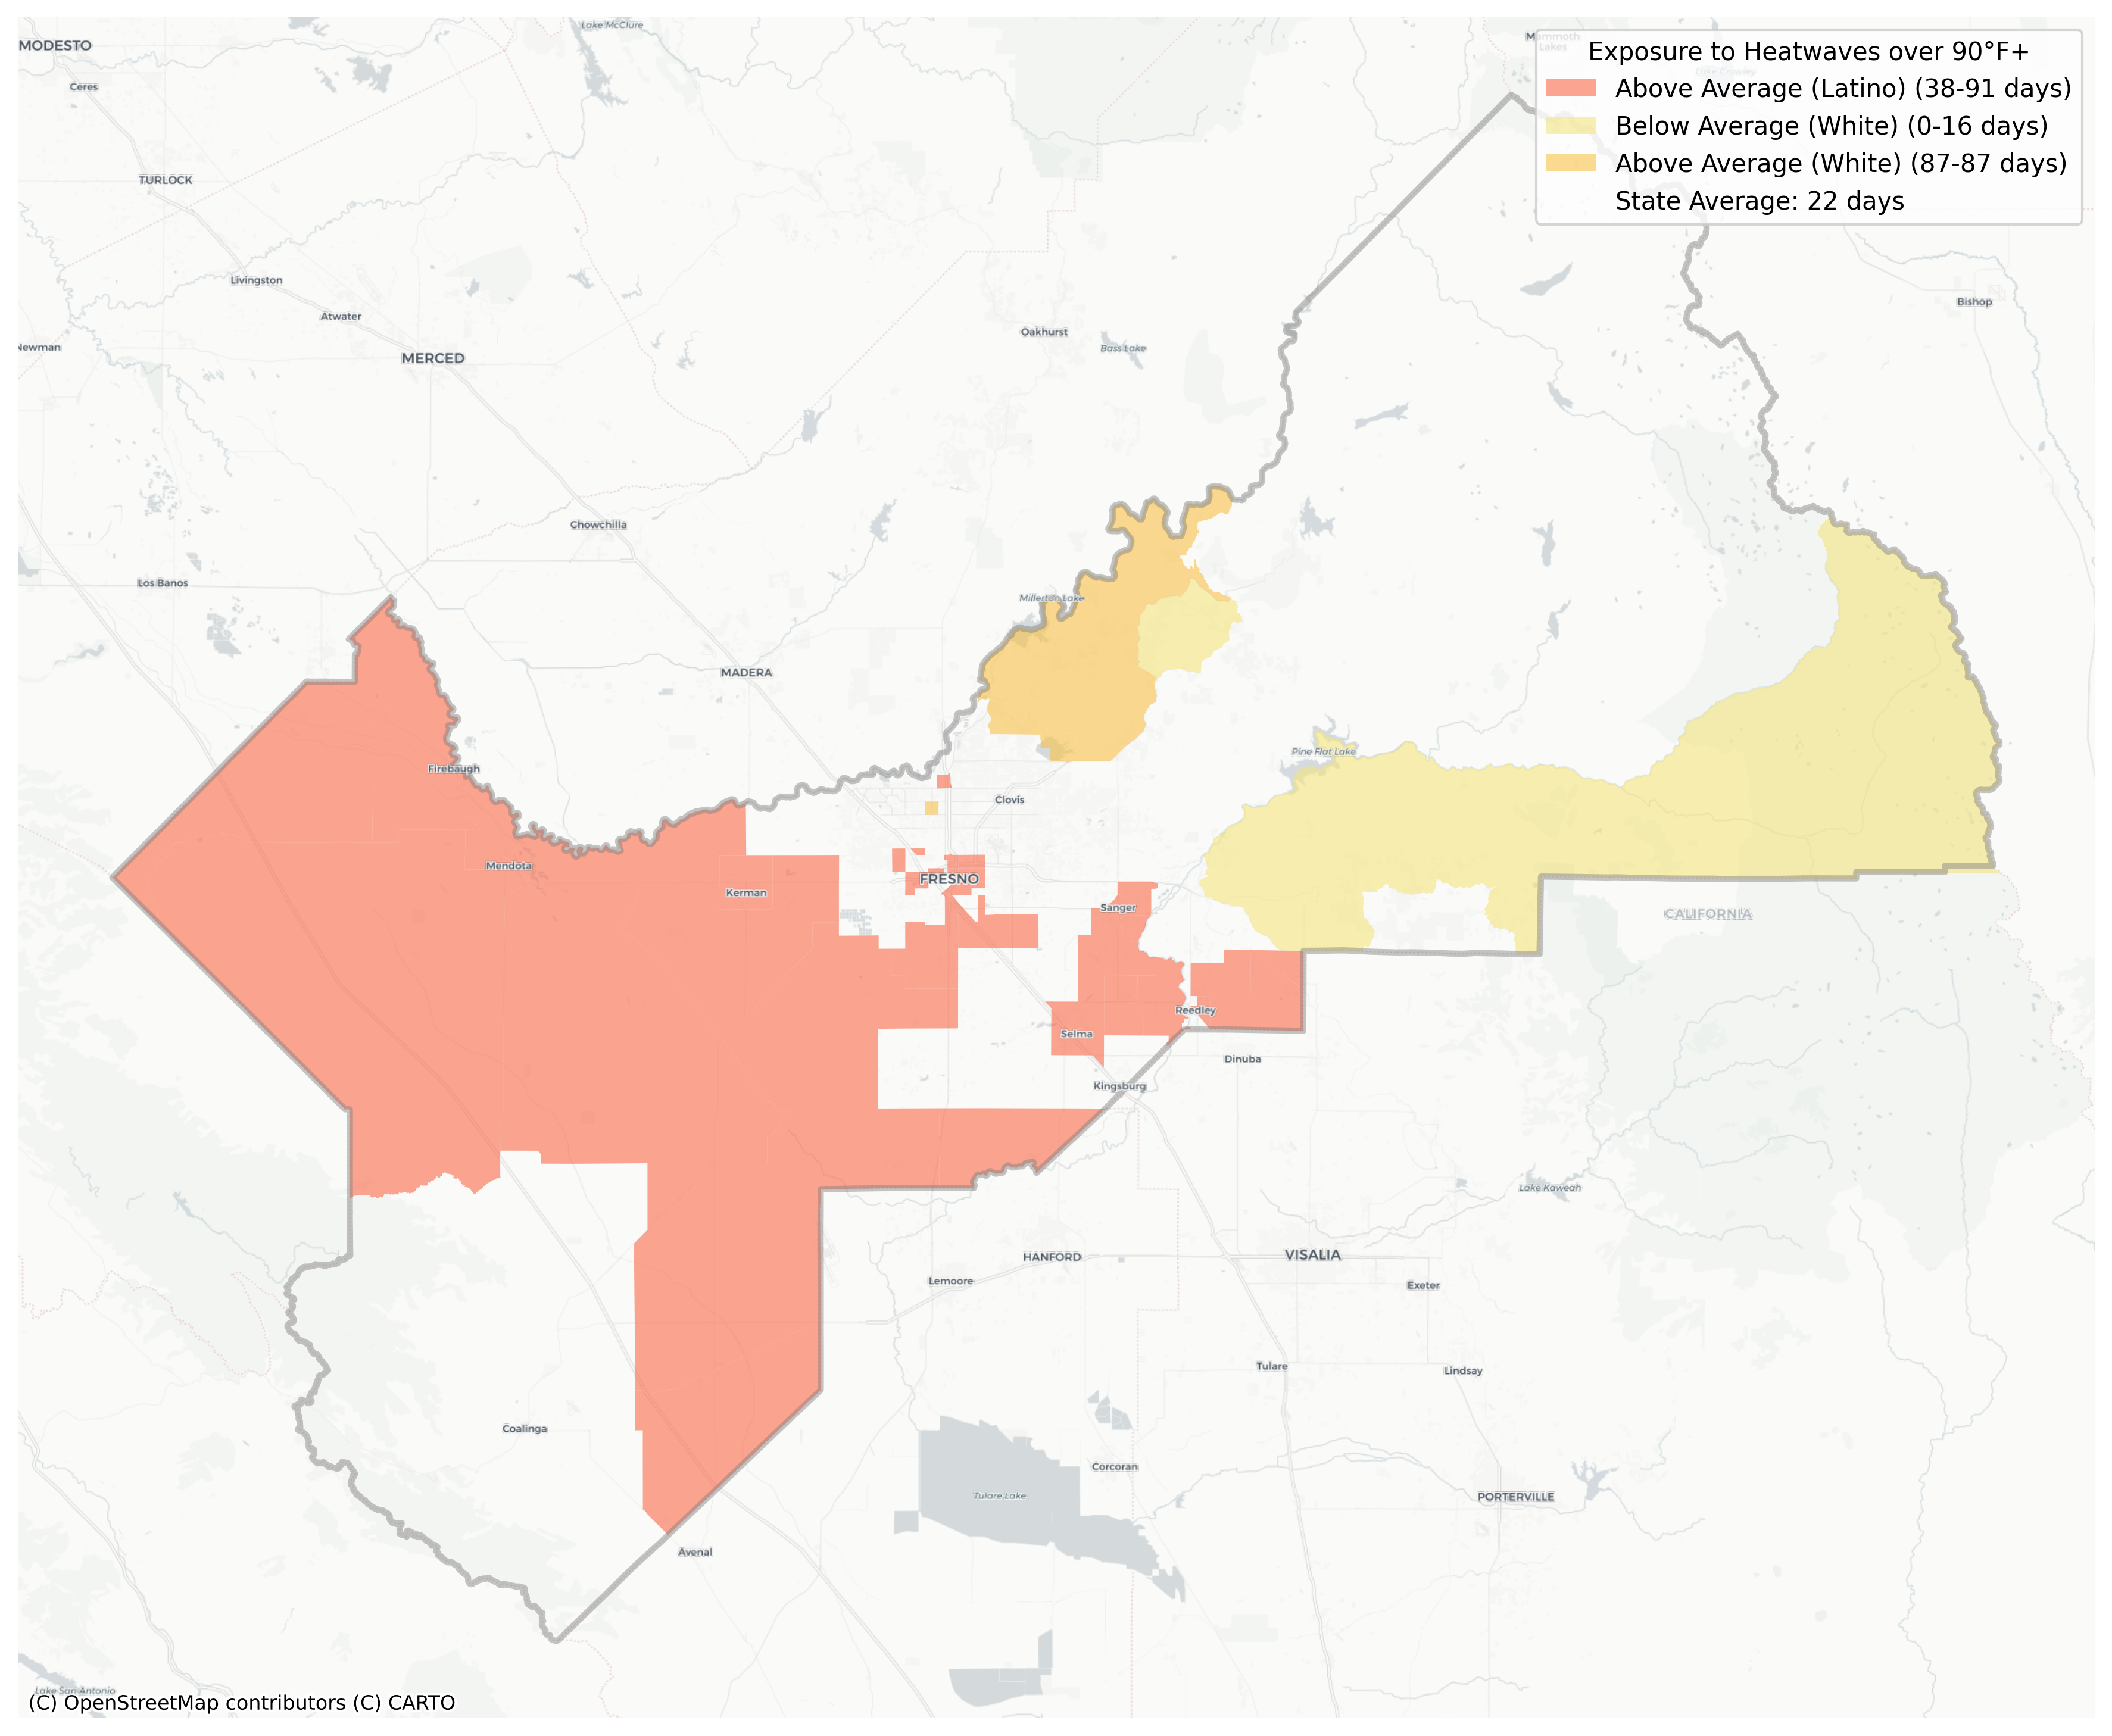 Lake McClure
MODESTO
Mammoth
Lakes
Exposure to Heatwaves over 90°F+
Lake Crowley
Ceres
Above Average (Latino) (38-91 days)
Below Average (White) (0-16 days)
Above Average (White) (87-87 days)
State Average: 22 days
TURLOCK
Livingston
Bishop
Atwater
Oakhurst
Newman
Bass Lake
MERCED
Chowchilla
Los Banos
Millerton Lake
MADERA
Pine Flat Lake
Firebaugh
Clovis
Mendota
FRESNO
Kerman
Sanger
CALIFORNIA
Reedley
Selma
Dinuba
Kingsburg
Lake Kaweah
HANFORD
VISALIA
Lemoore
Exeter
Tulare
Lindsay
Coalinga
Corcoran
Tulare Lake
PORTERVILLE
Avenal
Lake San Antonio
(C) OpenStreetMap contributors (C) CARTO